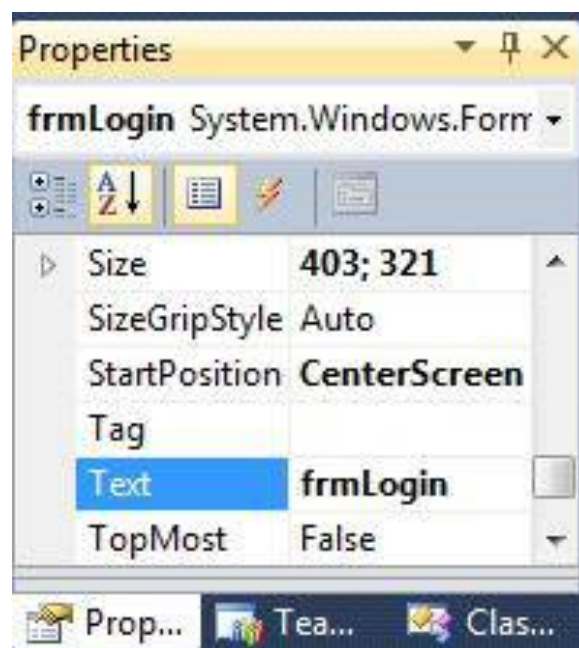 Properties
frmLogin System.Windows.Forr
A
Z
Size 403; 321
SizeGripStyle Auto
StartPosition CenterScreen
Tag
Text frmLogin
TopMost False
Prop... Tea... Clas...